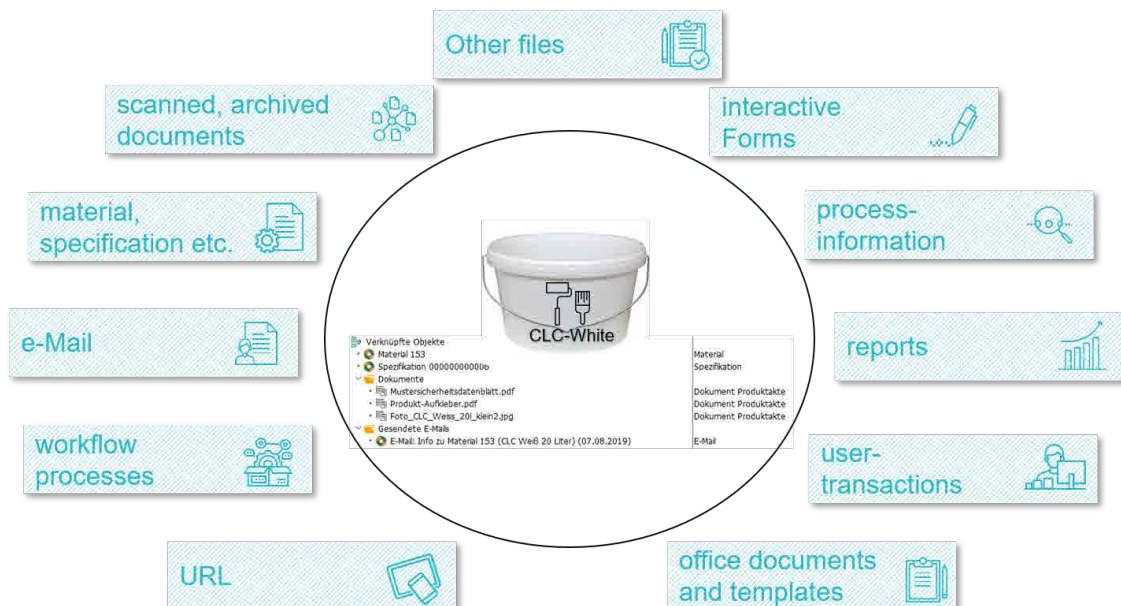 Other files
scanned, archived
documents
interactive
Forms
material,
specification etc.
process-
information
e-Mail
reports
workflow
processes
user-
transactions
URL
office documents
and templates
CLC-White
Verknüpfte Objekte
Material 153 Material
Spezifikation 000000000006 Spezifikation
Dokumente
Mustersicherheitsdatenblatt.pdf Dokument Produktakte
Produkt-Aufkleber.pdf Dokument Produktakte
Foto_CLC_Weiss_20l_klein2.jpg Dokument Produktakte
Gesendete E-Mails
E-Mail: Info zu Material 153 (CLC Weiß 20 Liter) (07.08.2019) E-Mail